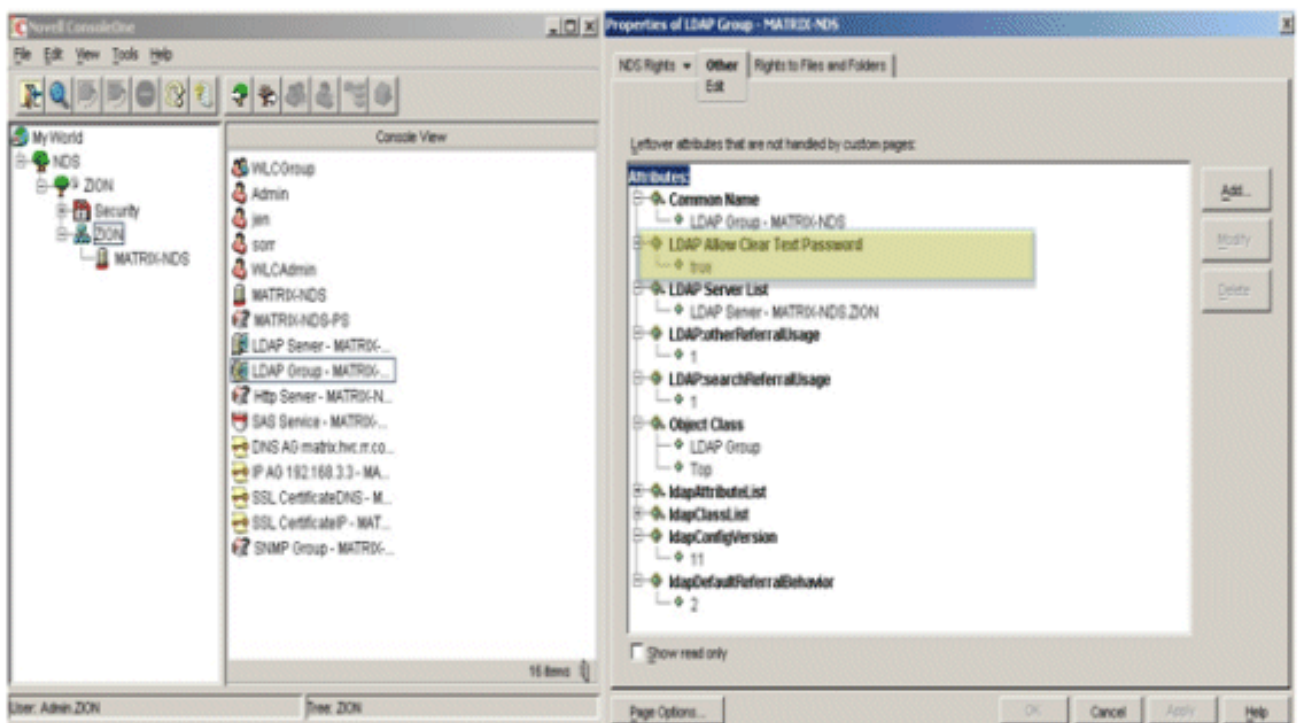 Novell ConsoleOne
File Edit View Tools Help
My World
NDS
ZION
Security
ZION
MATRIX-NDS
Console View
WLCGroup
Admin
jen
sorr
WLCAdmin
MATRIX-NDS
MATRIX-NDS-PS
LDAP Server - MATRIX-...
LDAP Group - MATRIX-...
Http Server - MATRIX-N...
SAS Service - MATRIX-...
DNS AG matrix.hvc.rr.co...
IP AG 192.168.3.3 - MA...
SSL CertificateDNS - M...
SSL CertificateIP - MAT...
SNMP Group - MATRIX-...
16 items
User: Admin.ZION
Tree: ZION
Properties of LDAP Group - MATRIX-NDS
NDS Rights Other Rights to Files and Folders
Edit
Leftover attributes that are not handled by custom pages:
Attributes:
Common Name
LDAP Group - MATRIX-NDS
LDAP Allow Clear Text Password
true
LDAP Server List
LDAP Server - MATRIX-NDS.ZION
LDAP:otherReferralUsage
1
LDAP:searchReferralUsage
1
Object Class
LDAP Group
Top
ldapAttributeList
ldapClassList
ldapConfigVersion
11
ldapDefaultReferralBehavior
2
Add...
Modify
Delete
Show read only
Page Options...
OK
Cancel
Apply
Help